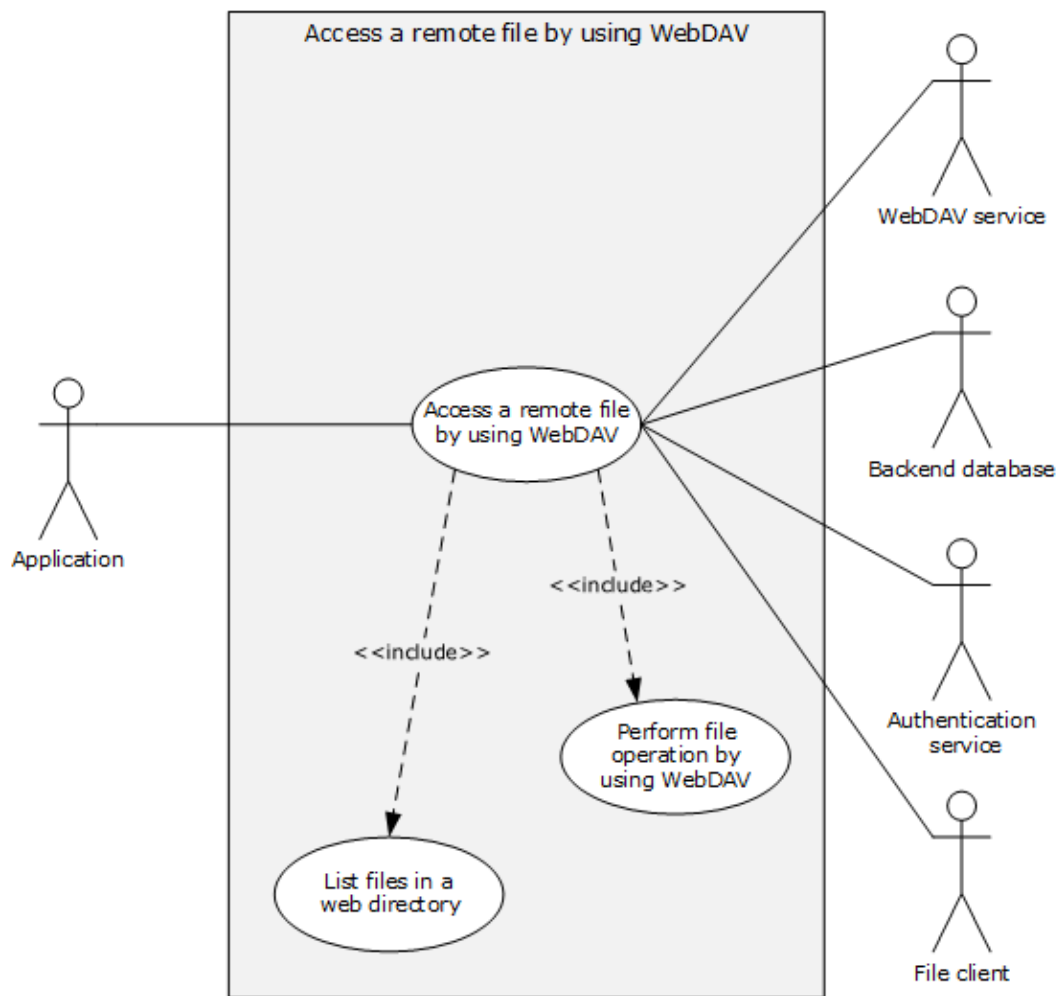 Access a remote file by using WebDAV
WebDAV service
Backend database
Access a remote file
by using WebDAV
Application
<<include>>
<<include>>
Authentication
service
Perform file
operation by
using WebDAV
List files in a
web directory
File client